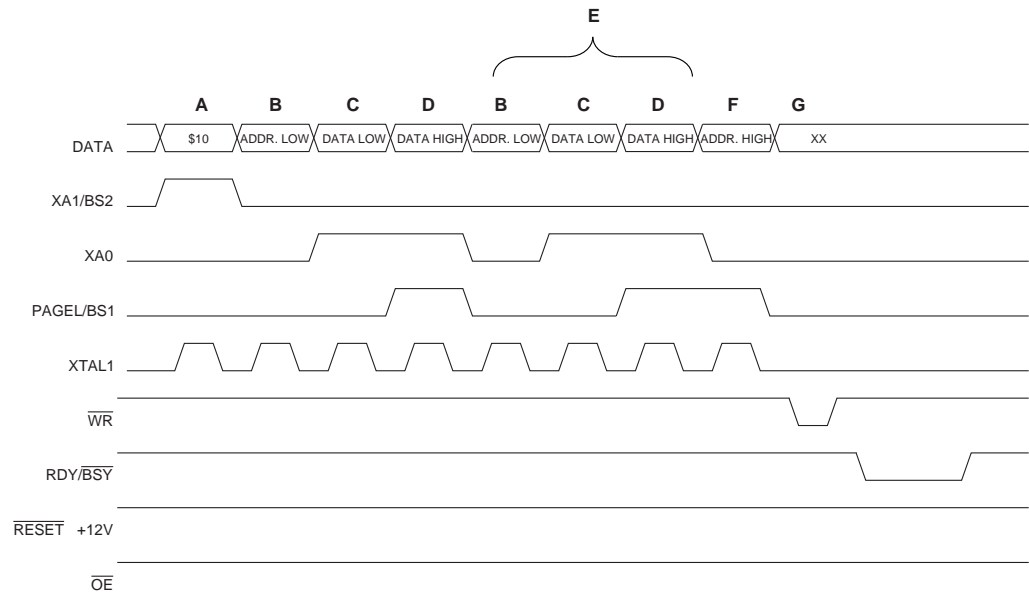 E
A B C D B C D F G
DATA $10 ADDR. LOW DATA LOW DATA HIGH ADDR. LOW DATA LOW DATA HIGH ADDR. HIGH XX
XA1/BS2
XA0
PAGEL/BS1
XTAL1
WR
RDY/BSY
RESET +12V
OE